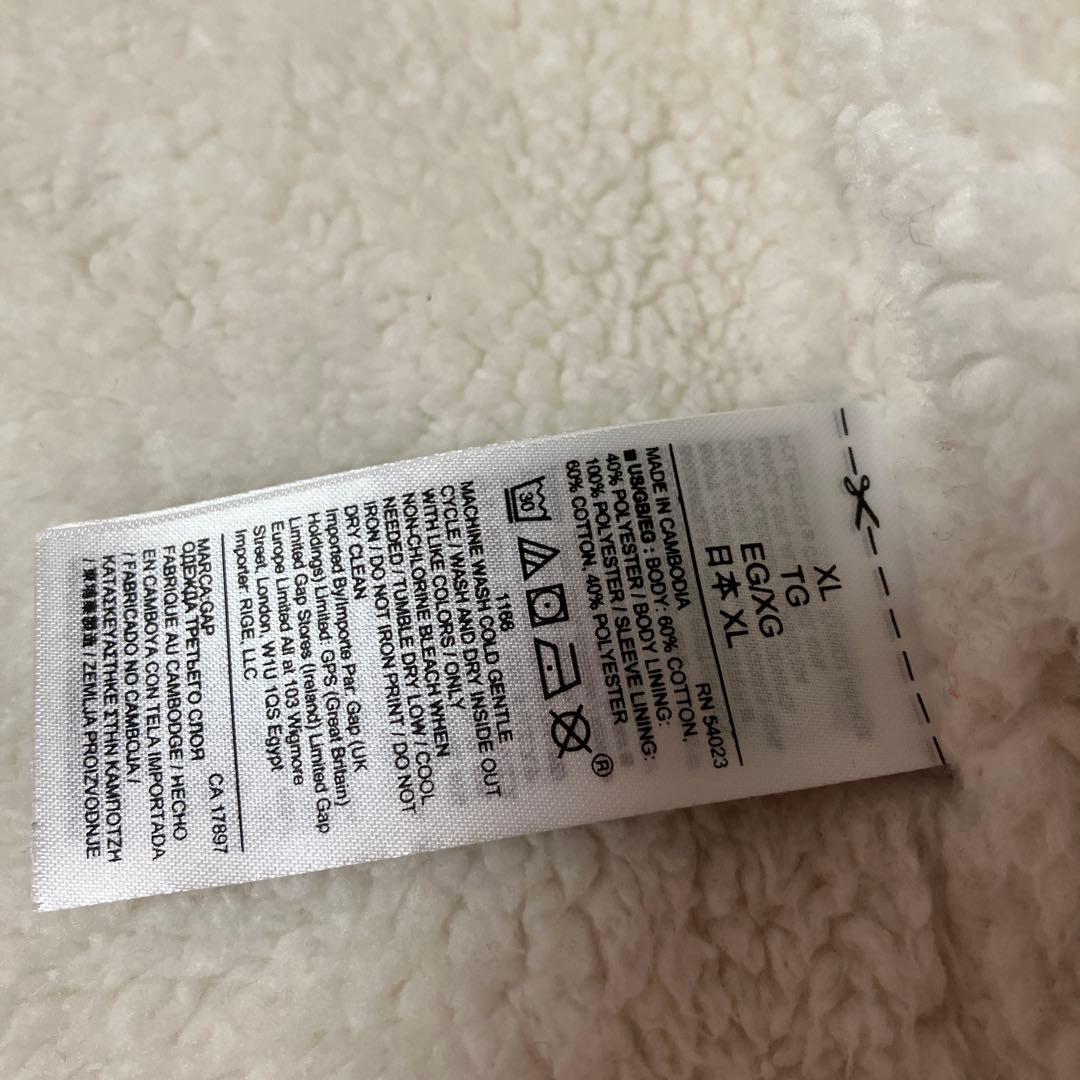 XL
TG
EG/XG
日本 XL
RN 54023
MADE IN CAMBODIA
■ US/GB/EG : BODY: 60% COTTON,
40% POLYESTER / BODY LINING:
100% POLYESTER / SLEEVE LINING:
60% COTTON. 40% POLYESTER
®
30
1166
MACHINE WASH COLD GENTLE
CYCLE / WASH AND DRY INSIDE OUT
WITH LIKE COLORS / ONLY
NON-CHLORINE BLEACH WHEN
NEEDED / TUMBLE DRY LOW / COOL
IRON / DO NOT IRON PRINT / DO NOT
DRY CLEAN
Imported By/Importe Par Gap (UK
Holdings) Limited GPS (Great Britain)
Limited Gap Stores (Ireland) Limited Gap
Europe Limited All at 103 Wigmore
Street, London, W1U 1QS Egypt
Importer RIGE, LLC
CA 17897
MARCA:GAP
ОДЕЖДА ТРЕТЬЕГО СЛОЯ
FABRIQUE AU CAMBODGE / HECHO
EN CAMBOYA CON TELA IMPORTADA
/ FABRICADO NO CAMBOJA /
ΚΑΤΑΣΚΕΥΑΣΤΗΚΕ ΣΤΗΝ ΚΑΜΠΟΤΖΗ
/ 柬埔寨製造 / ZEMLJA PROIZVODNJE